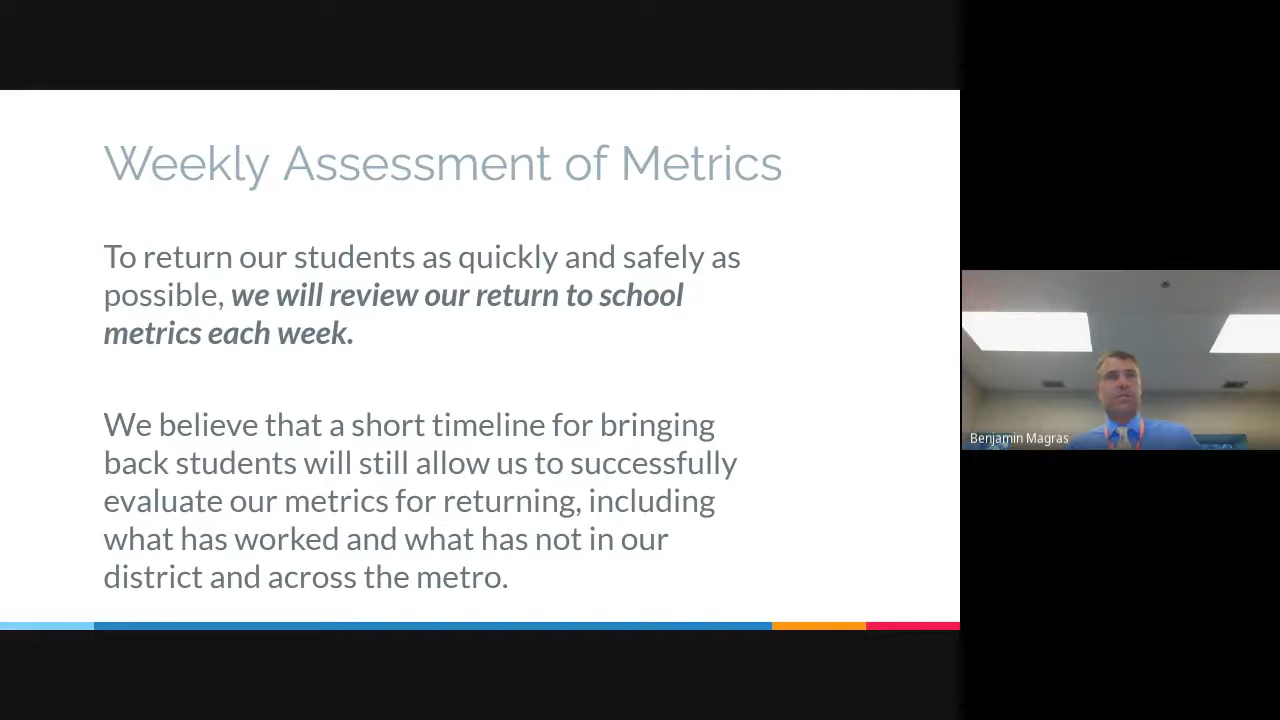 Weekly Assessment of Metrics
To return our students as quickly and safely as
possible, we will review our return to school
metrics each week.
We believe that a short timeline for bringing
back students will still allow us to successfully
evaluate our metrics for returning, including
what has worked and what has not in our
district and across the metro.
Benjamin Magras